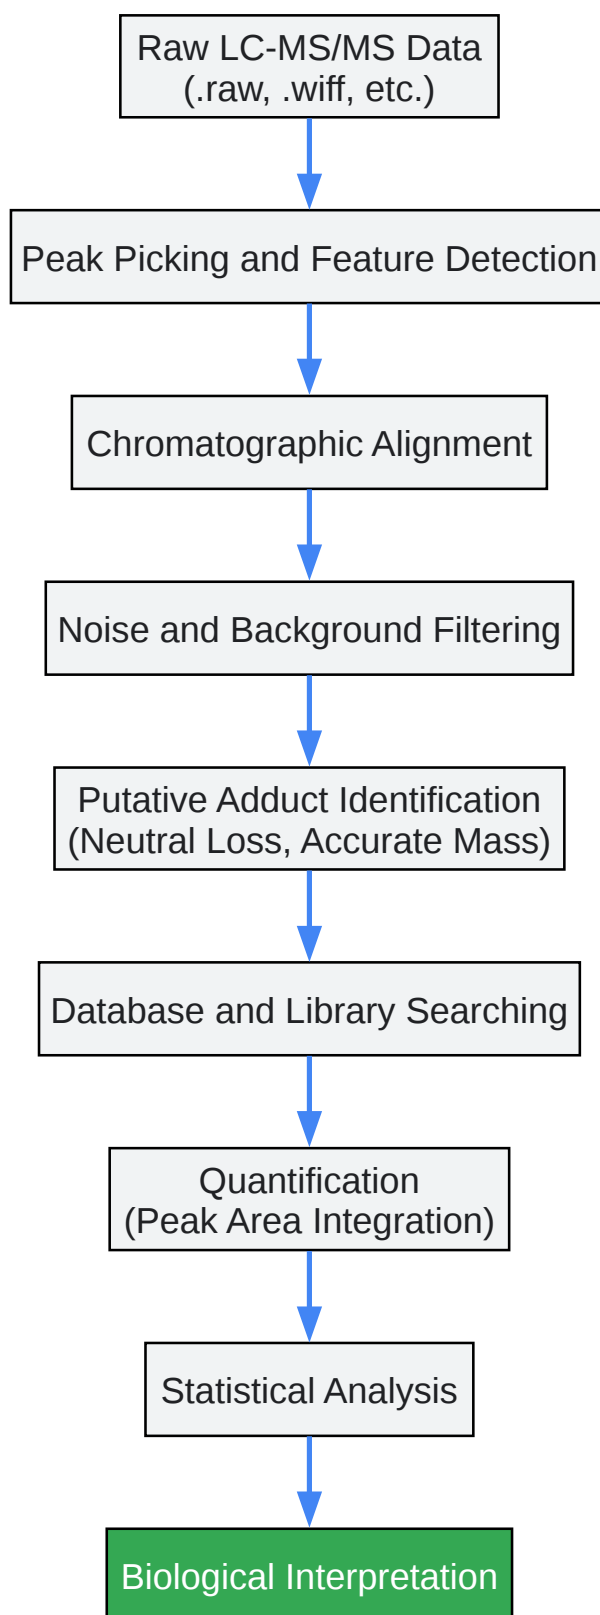 Raw LC-MS/MS Data
(.raw, .wiff, etc.)
Peak Picking and Feature Detection
Chromatographic Alignment
Noise and Background Filtering
Putative Adduct Identification
(Neutral Loss, Accurate Mass)
Database and Library Searching
Quantification
(Peak Area Integration)
Statistical Analysis
Biological Interpretation